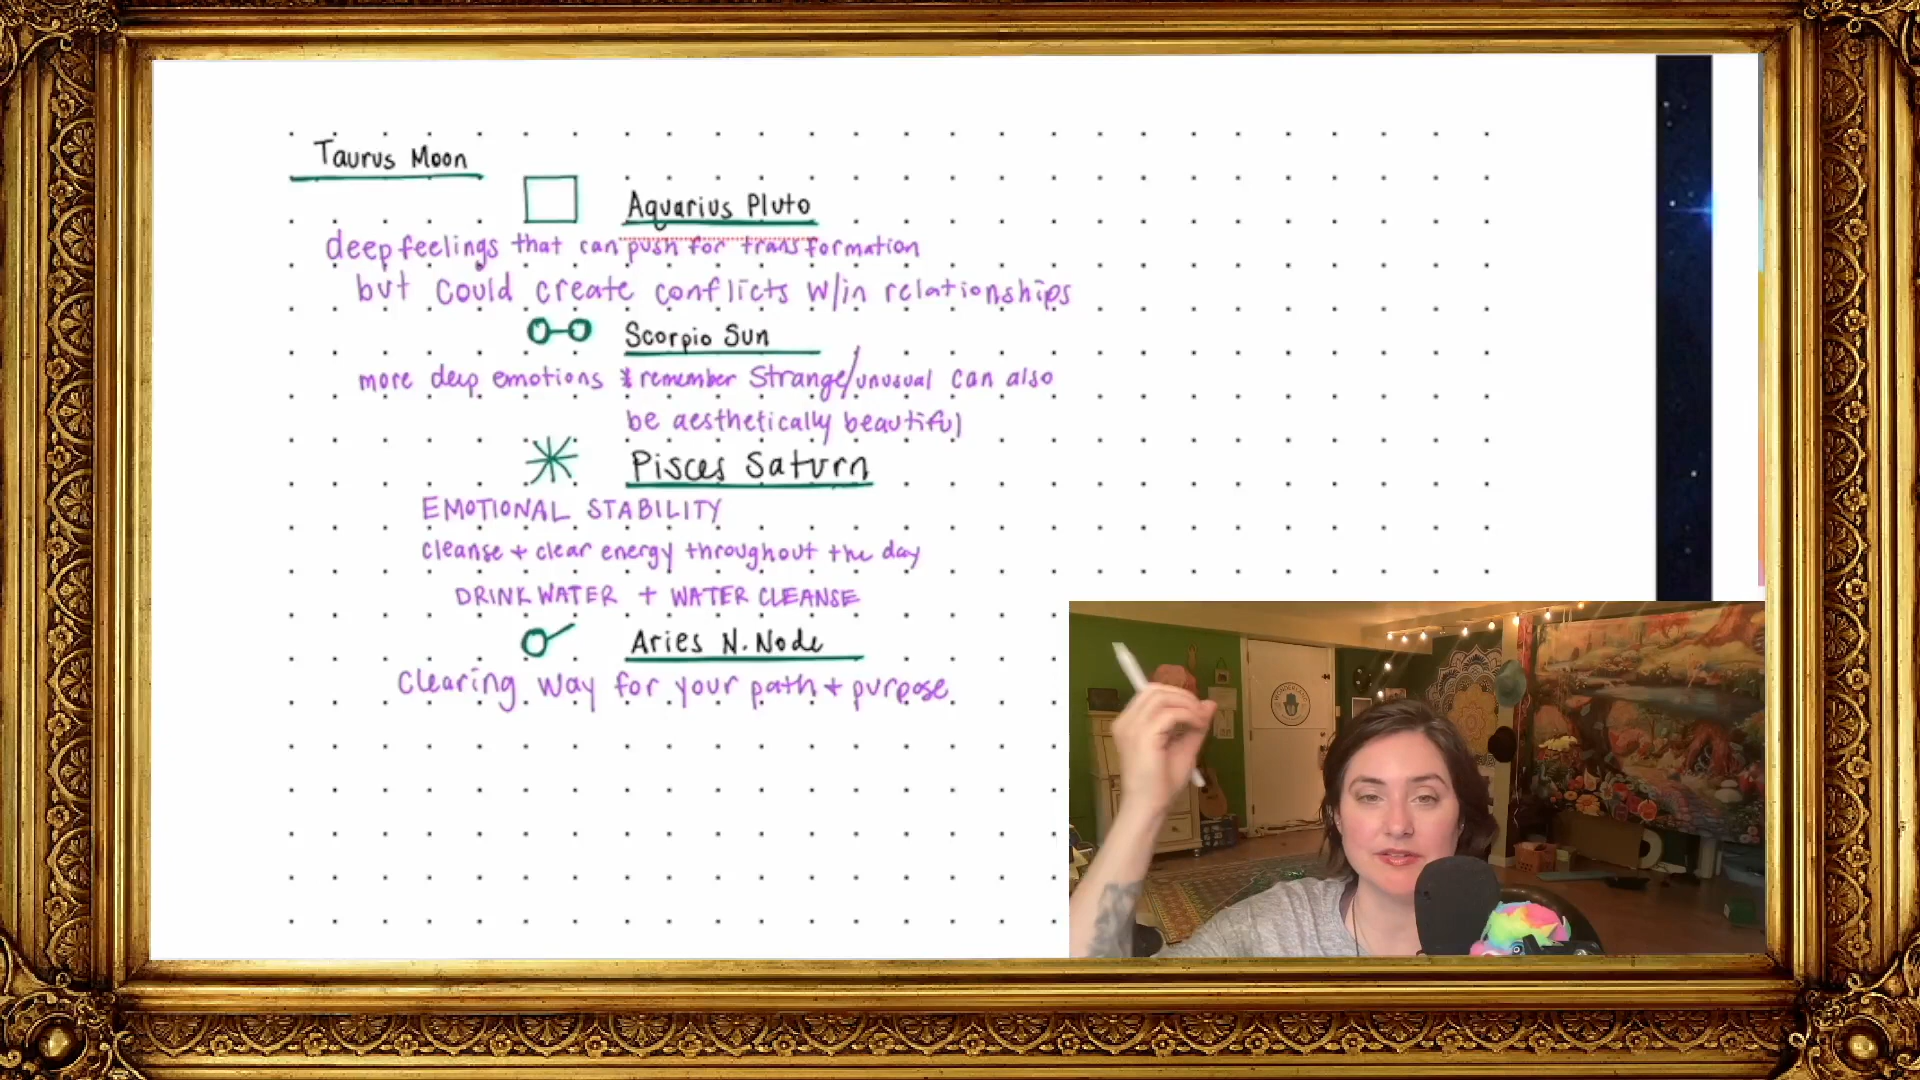 Taurus Moon
Aquarius Pluto
deep feelings that can push for transformation
but could create conflicts w/in relationships
Scorpio Sun
more deep emotions & remember strange/unusual can also
be aesthetically beautiful
Pisces Saturn
EMOTIONAL STABILITY
cleanse + clear energy throughout the day
DRINK WATER + WATER CLEANSE
Aries N. Node
Clearing way for your path + purpose.